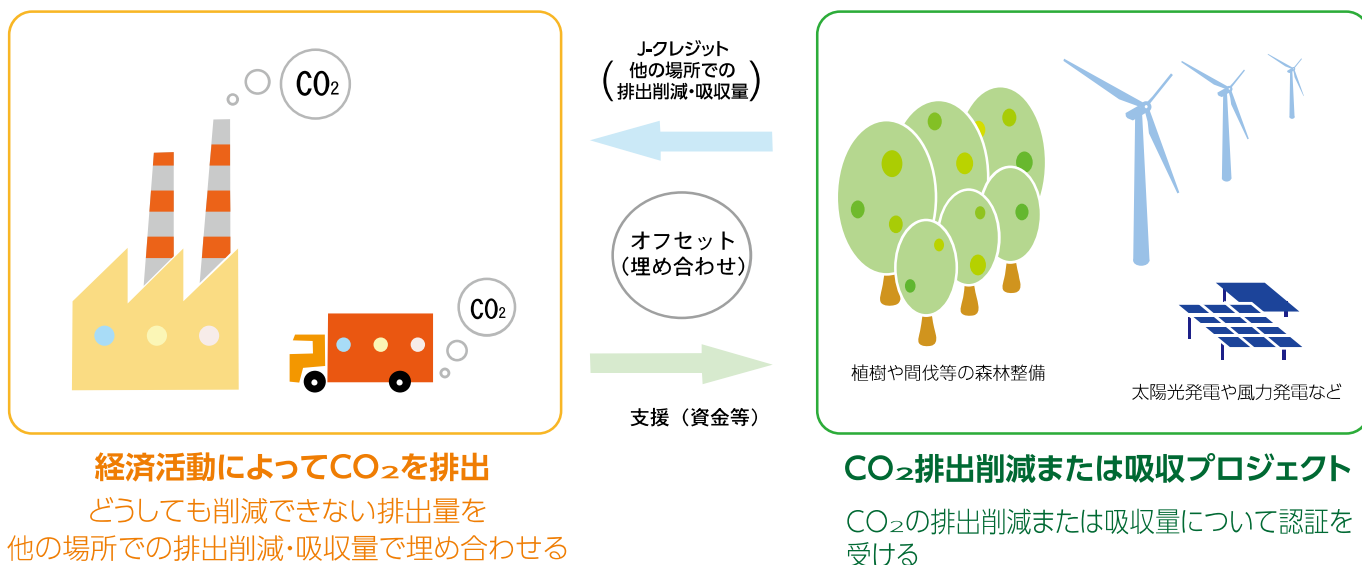 CO₂
CO₂
経済活動によってCO₂を排出
どうしても削減できない排出量を
他の場所での排出削減・吸収量で埋め合わせる
J-クレジット
(他の場所での
排出削減・吸収量)
オフセット
(埋め合わせ)
支援（資金等）
植樹や間伐等の森林整備
太陽光発電や風力発電など
CO₂排出削減または吸収プロジェクト
CO₂の排出削減または吸収量について認証を
受ける